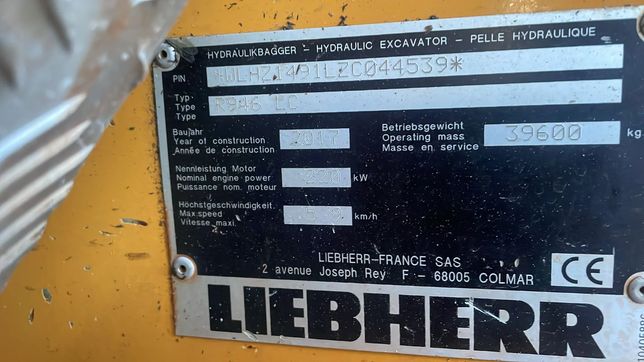 HYDRAULIKBAGGER - HYDRAULIC EXCAVATOR - PELLE HYDRAULIQUE
PIN *WLHZ1491LZC044539*
Typ
Type R946 LC
Type
Baujahr
Year of construction 2017
Année de construction
Betriebsgewicht
Operating mass 39600 kg
Masse en service
Nennleistung Motor
Nominal engine power kW
Puissance nom. moteur
Höchstgeschwindigkeit.
Max.speed km/h
Vitesse maxi.
LIEBHERR-FRANCE SAS
2 avenue Joseph Rey F - 68005 COLMAR
CE
LIEBHERR